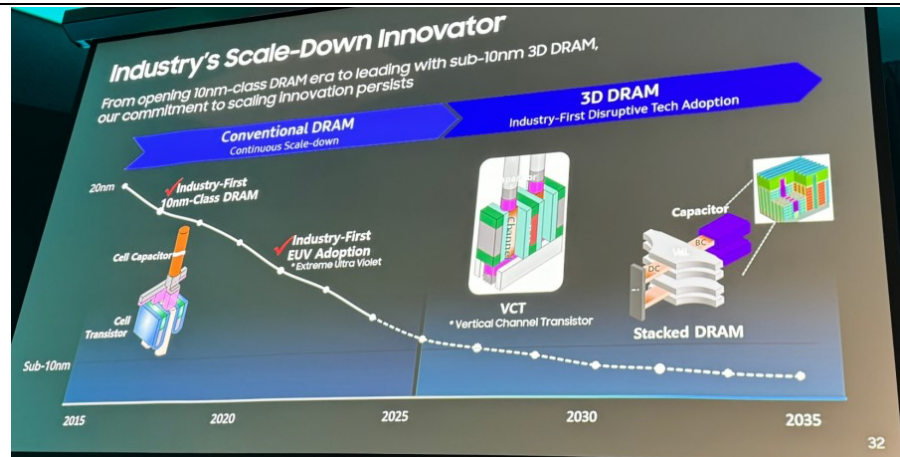 Industry's Scale-Down Innovator
From opening 10nm-class DRAM era to leading with sub-10nm 3D DRAM,
our commitment to scaling innovation persists
Conventional DRAM
Continuous Scale-down
3D DRAM
Industry-First Disruptive Tech Adoption
20nm
Industry-First
10nm-Class DRAM
Cell Capacitor
Cell
Transistor
Industry-First
EUV Adoption
* Extreme Ultra Violet
Channel
VCT
* Vertical Channel Transistor
Capacitor
BC
WL
DC
Stacked DRAM
Sub-10nm
2015
2020
2025
2030
2035
32